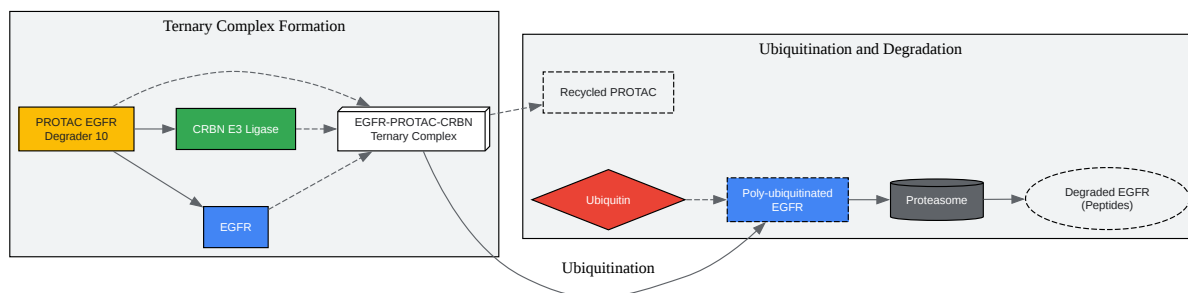 Ternary Complex Formation
PROTAC EGFR
Degrader 10
CRBN E3 Ligase
EGFR-PROTAC-CRBN
Ternary Complex
EGFR
Ubiquitination and Degradation
Recycled PROTAC
Ubiquitin
Poly-ubiquitinated
EGFR
Proteasome
Degraded EGFR
(Peptides)
Ubiquitination